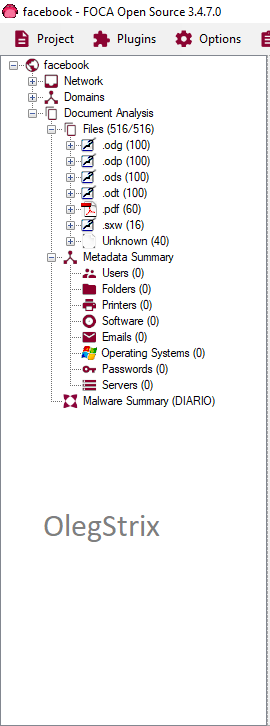 facebook - FOCA Open Source 3.4.7.0
Project Plugins Options
facebook
Network
Domains
Document Analysis
Files (516/516)
.odg (100)
.odp (100)
.ods (100)
.odt (100)
.pdf (60)
.sxw (16)
Unknown (40)
Metadata Summary
Users (0)
Folders (0)
Printers (0)
Software (0)
Emails (0)
Operating Systems (0)
Passwords (0)
Servers (0)
Malware Summary (DIARIO)
OlegStrix